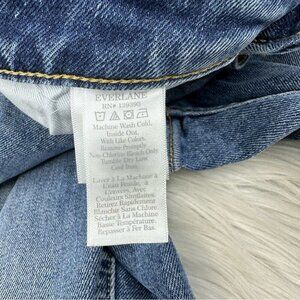 EVERLANE
RN# 139390
Machine Wash Cold,
Inside Out,
With Like Colors.
Remove Promptly
Non-Chlorine Bleach Only
Tumble Dry Low
Cool Iron
Laver à La Machine à
L'eau Froide, à
L'envers, Avec
Couleurs Similaires
Retirez Rapidement
Blanchir Sans Chlore
Sécher à La Machine
Basse Température.
Repasser à Fer Bas.